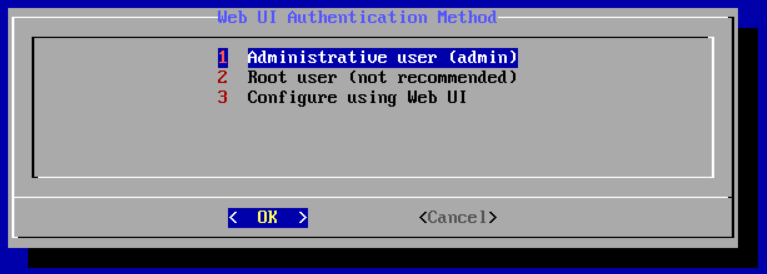 Web UI Authentication Method
1 Administrative user (admin)
2 Root user (not recommended)
3 Configure using Web UI
< OK > <Cancel>